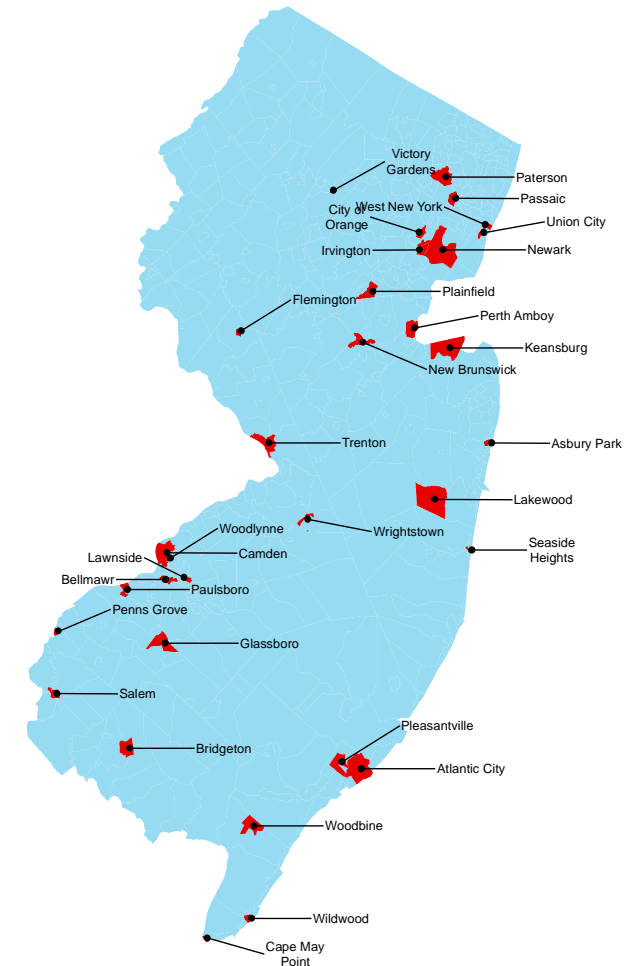 Victory
Gardens
Paterson
Passaic
West New York
City of
Orange
Union City
Irvington
Newark
Plainfield
Flemington
Perth Amboy
Keansburg
New Brunswick
Trenton
Asbury Park
Lakewood
Wrightstown
Woodlynne
Seaside
Heights
Camden
Lawnside
Bellmawr
Paulsboro
Penns Grove
Glassboro
Salem
Pleasantville
Bridgeton
Atlantic City
Woodbine
Wildwood
Cape May
Point